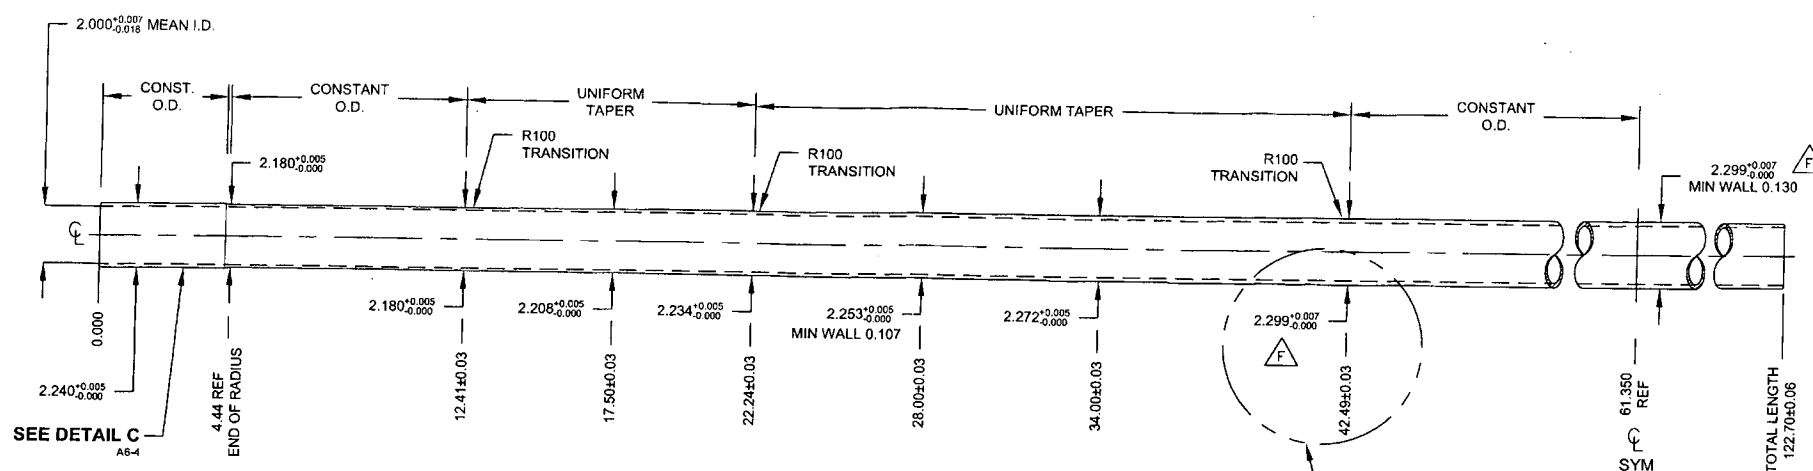 2.000 +0.007 -0.018 MEAN I.D.
CONST. O.D.
CONSTANT O.D.
UNIFORM TAPER
UNIFORM TAPER
CONSTANT O.D.
R100 TRANSITION
R100 TRANSITION
R100 TRANSITION
2.180 +0.005 -0.000
2.299 +0.007 -0.000
MIN WALL 0.130
F
CL
2.180 +0.005 -0.000
2.208 +0.005 -0.000
2.234 +0.005 -0.000
2.253 +0.005 -0.000
MIN WALL 0.107
2.272 +0.005 -0.000
2.299 +0.007 -0.000
F
2.240 +0.005 -0.000
SEE DETAIL C
A6-4
0.000
4.44 REF
END OF RADIUS
12.41±0.03
17.50±0.03
22.24±0.03
28.00±0.03
34.00±0.03
42.49±0.03
61.350
REF
CL
SYM
TOTAL LENGTH
122.70±0.06